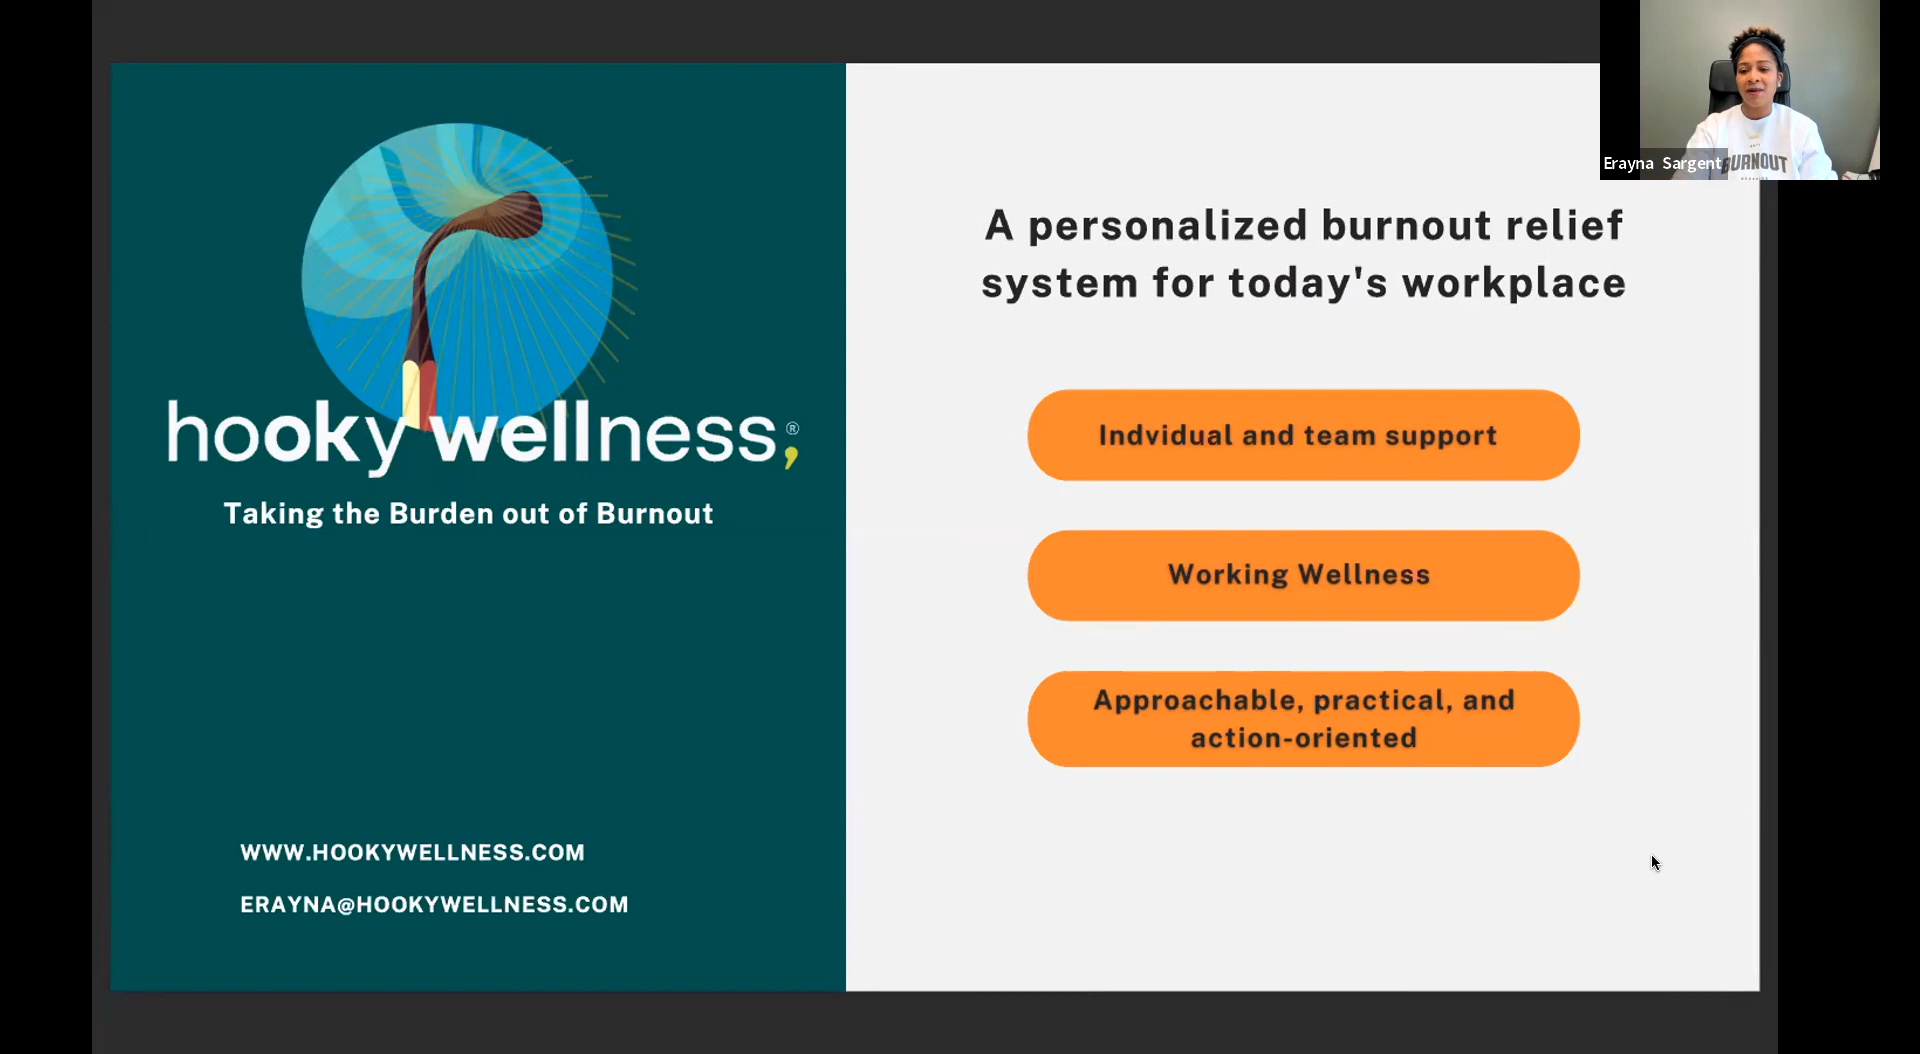 hooky wellness; ®
Taking the Burden out of Burnout
WWW.HOOKYWELLNESS.COM
ERAYNA@HOOKYWELLNESS.COM
A personalized burnout relief
system for today's workplace
Indvidual and team support
Working Wellness
Approachable, practical, and
action-oriented
Erayna Sargent
BURNOUT